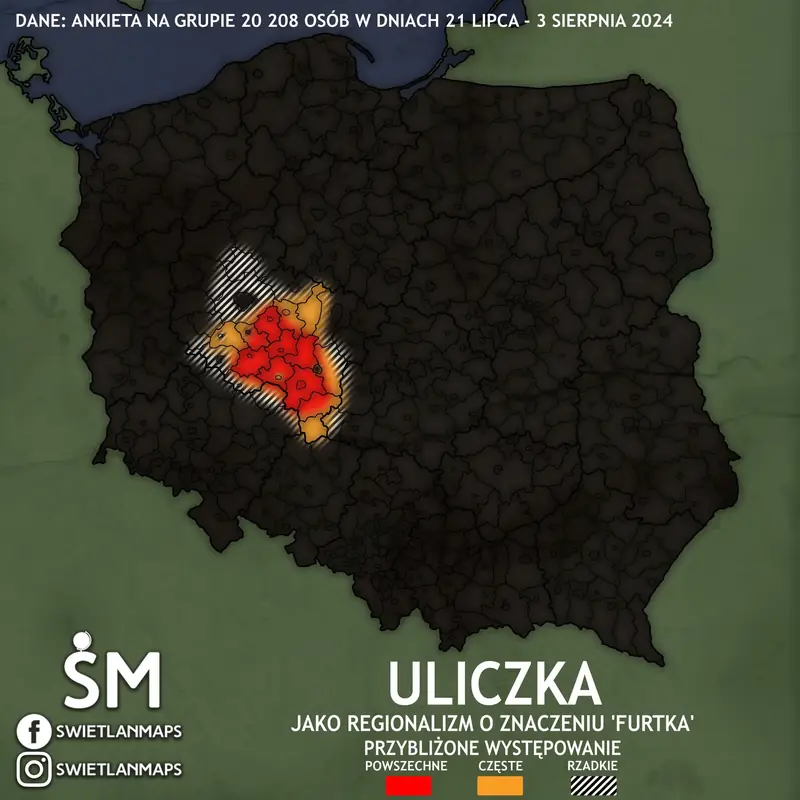 DANE: ANKIETA NA GRUPIE 20 208 OSÓB W DNIACH 21 LIPCA - 3 SIERPNIA 2024
ŚM
SWIETLANMAPS
SWIETLANMAPS
ULICZKA
JAKO REGIONALIZM O ZNACZENIU 'FURTKA'
PRZYBLIŻONE WYSTĘPOWANIE
POWSZECHNE CZĘSTE RZADKIE